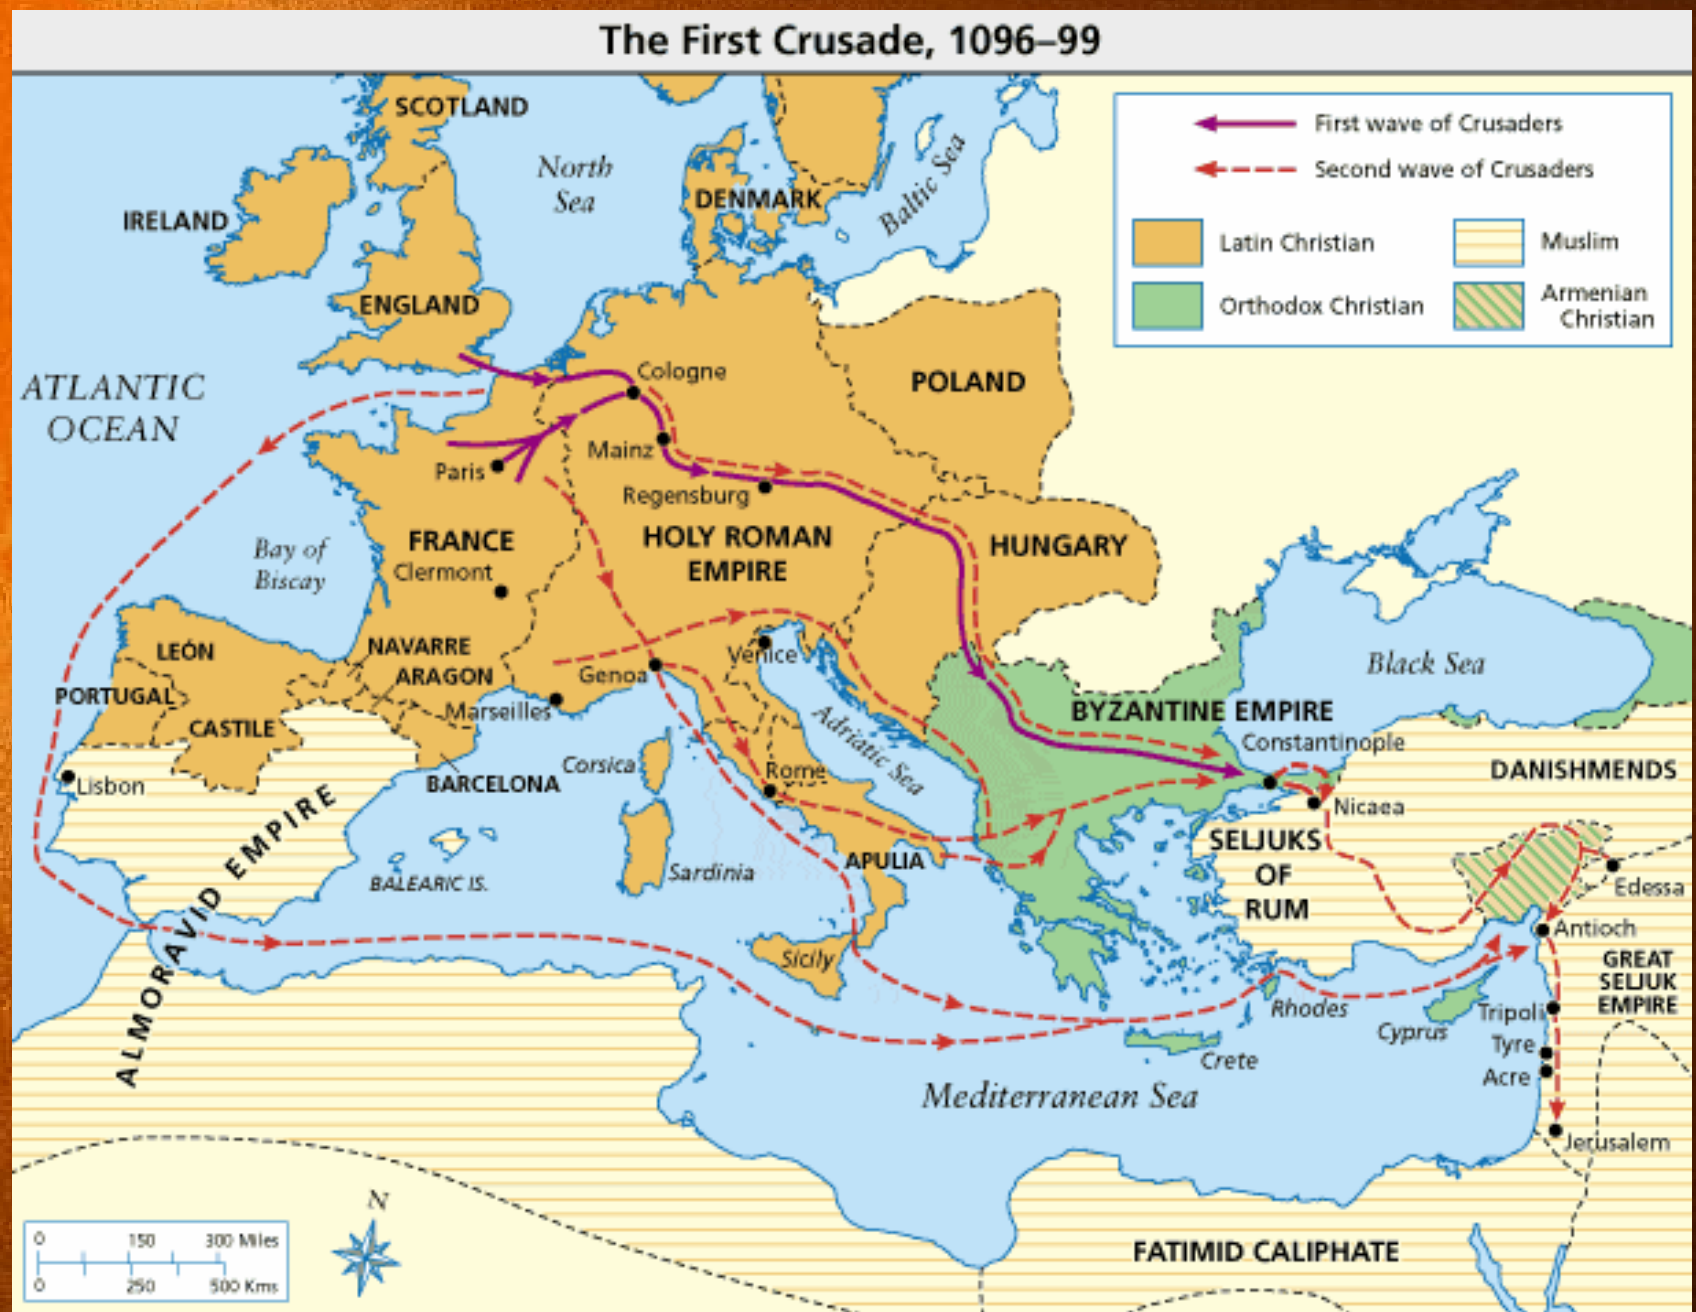 The First Crusade, 1096–99
First wave of Crusaders
Second wave of Crusaders
Latin Christian
Muslim
Orthodox Christian
Armenian
Christian
SCOTLAND
North
Sea
IRELAND
DENMARK
Baltic Sea
ENGLAND
ATLANTIC
OCEAN
Cologne
POLAND
Mainz
Paris
Regensburg
FRANCE
HOLY ROMAN
EMPIRE
HUNGARY
Bay of
Biscay
Clermont
LEÓN
NAVARRE
ARAGON
Venice
Genoa
Black Sea
PORTUGAL
Marseilles
CASTILE
BYZANTINE EMPIRE
Constantinople
Adriatic Sea
Corsica
Rome
DANISHMENDS
Lisbon
BARCELONA
Nicaea
ALMORAVID EMPIRE
SELJUKS
OF
RUM
APULIA
Sardinia
BALEARIC IS.
Edessa
Antioch
Sicily
GREAT
SELJUK
EMPIRE
Rhodes
Cyprus
Tripoli
Tyre
Acre
Crete
Mediterranean Sea
Jerusalem
N
0 150 300 Miles
0 250 500 Kms
FATIMID CALIPHATE